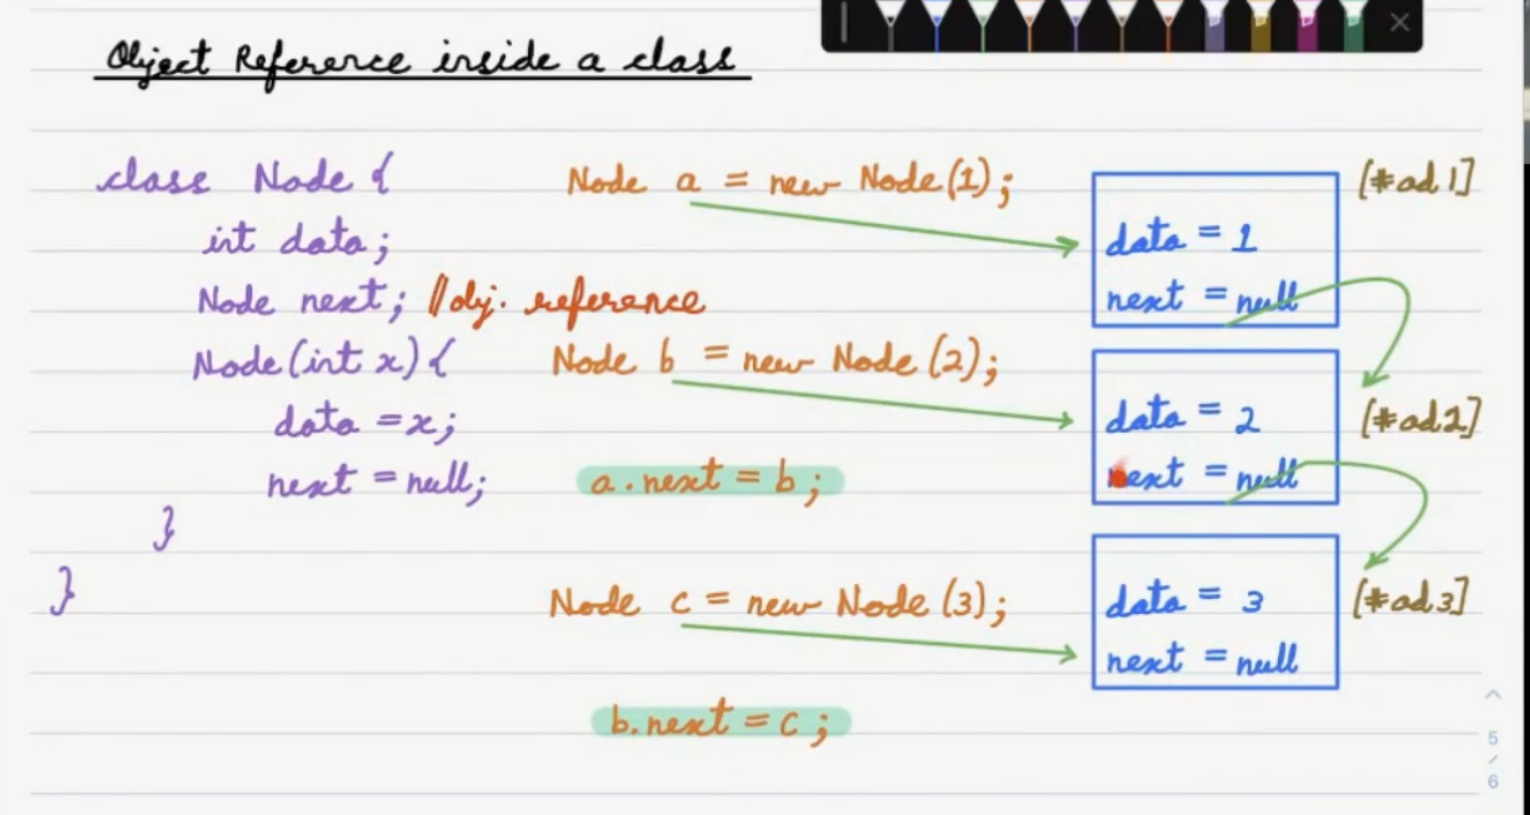 Object Reference inside a class
class Node {
int data;
Node next; //obj. reference
Node(int x){
data = x;
next = null;
}
}
Node a = new Node(1);
Node b = new Node(2);
a.next = b;
Node c = new Node(3);
b.next = c;
[#ad1]
data = 1
next = null
[#ad2]
data = 2
next = null
[#ad3]
data = 3
next = null
5
/
6